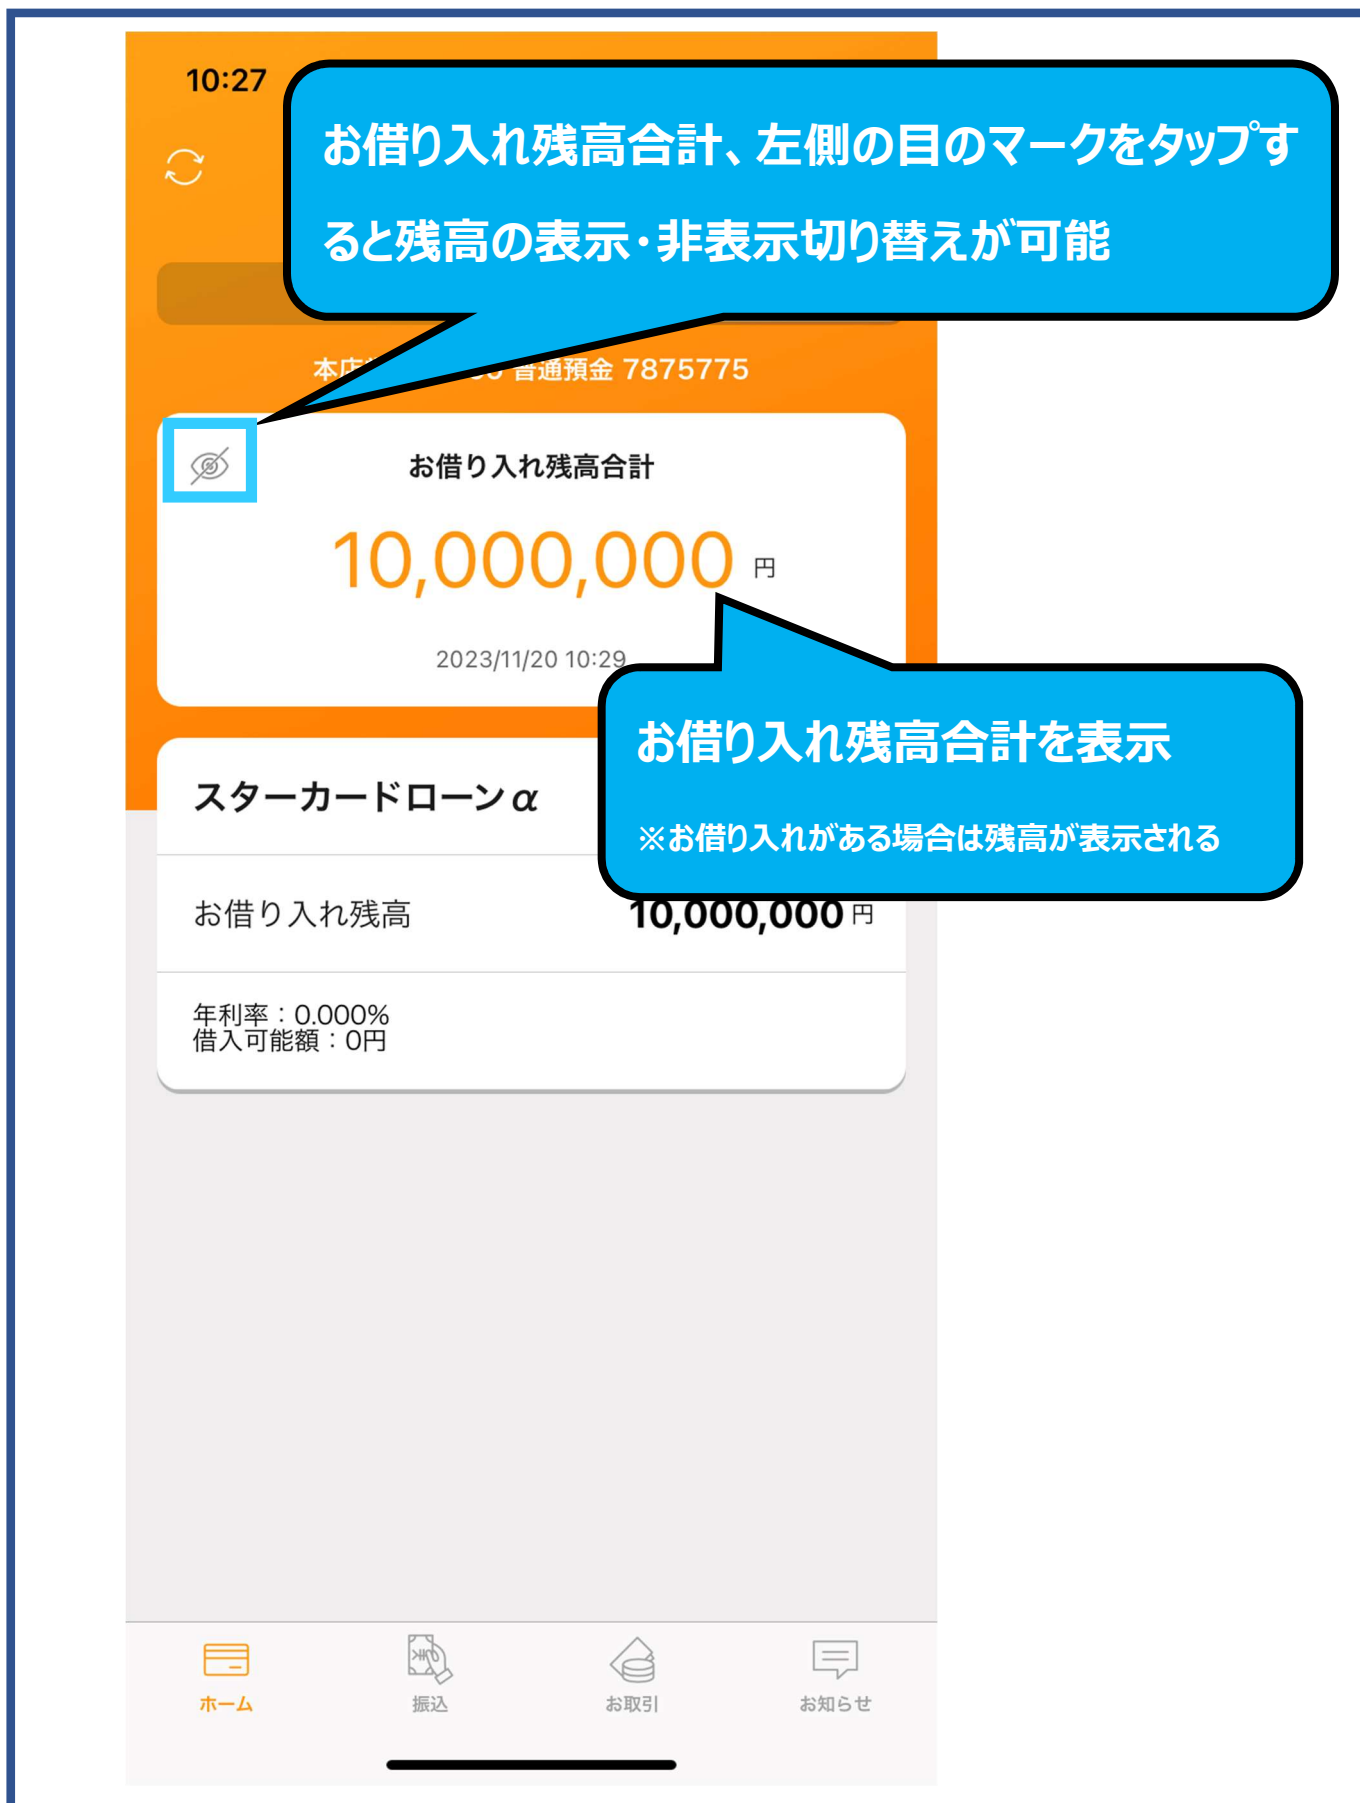 10:27
お借り入れ残高合計、左側の目のマークをタップす
ると残高の表示・非表示切り替えが可能
普通預金 7875775
お借り入れ残高合計
10,000,000 円
2023/11/20 10:29
お借り入れ残高合計を表示
※お借り入れがある場合は残高が表示される
スターカードローンα
お借り入れ残高 10,000,000 円
年利率：0.000%
借入可能額：0円
ホーム 振込 お取引 お知らせ